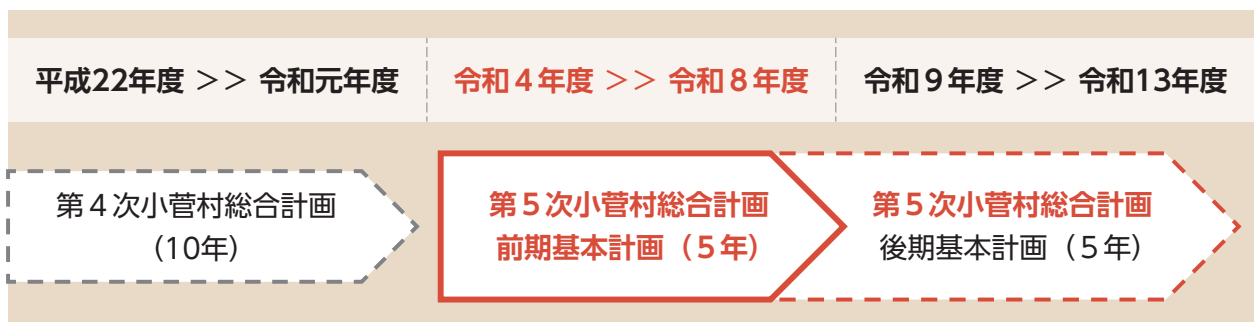 平成22年度 >> 令和元年度
令和4年度 >> 令和8年度
令和9年度 >> 令和13年度
第4次小菅村総合計画
（10年）
第5次小菅村総合計画
前期基本計画（5年）
第5次小菅村総合計画
後期基本計画（5年）